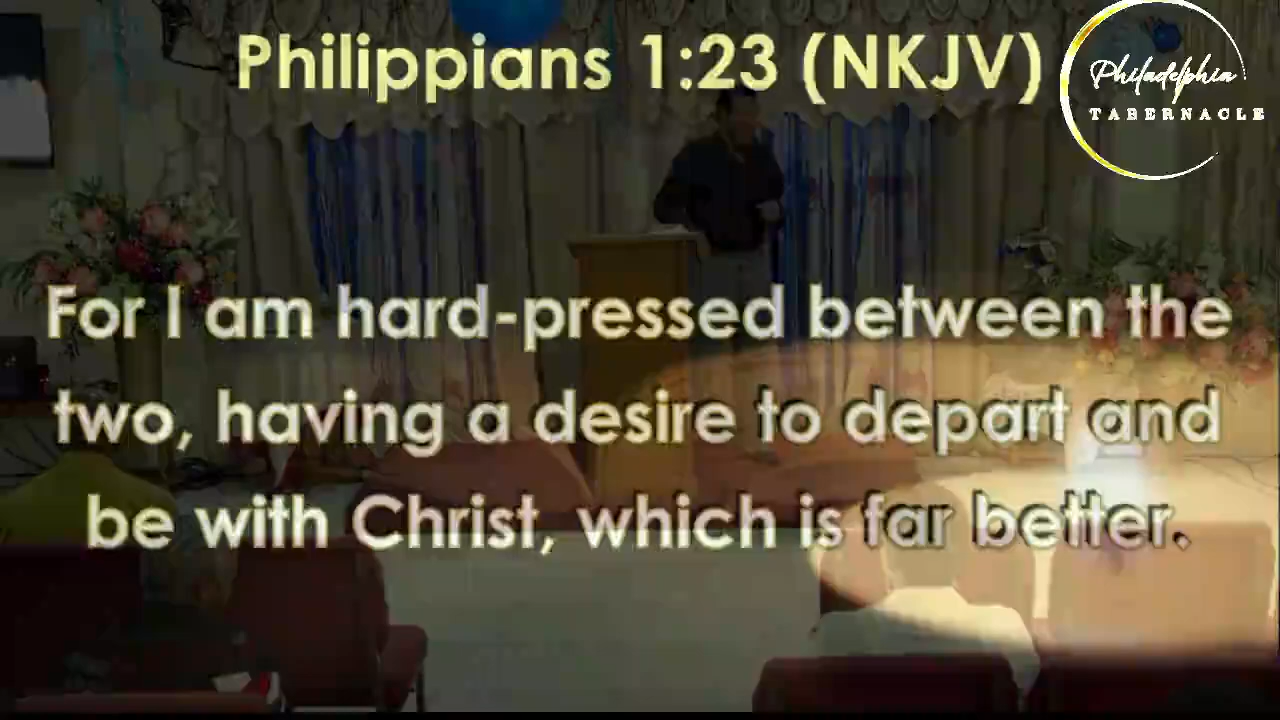 Philippians 1:23 (NKJV)
Philadelphia
TABERNACLE
For I am hard-pressed between the
two, having a desire to depart and
be with Christ, which is far better.